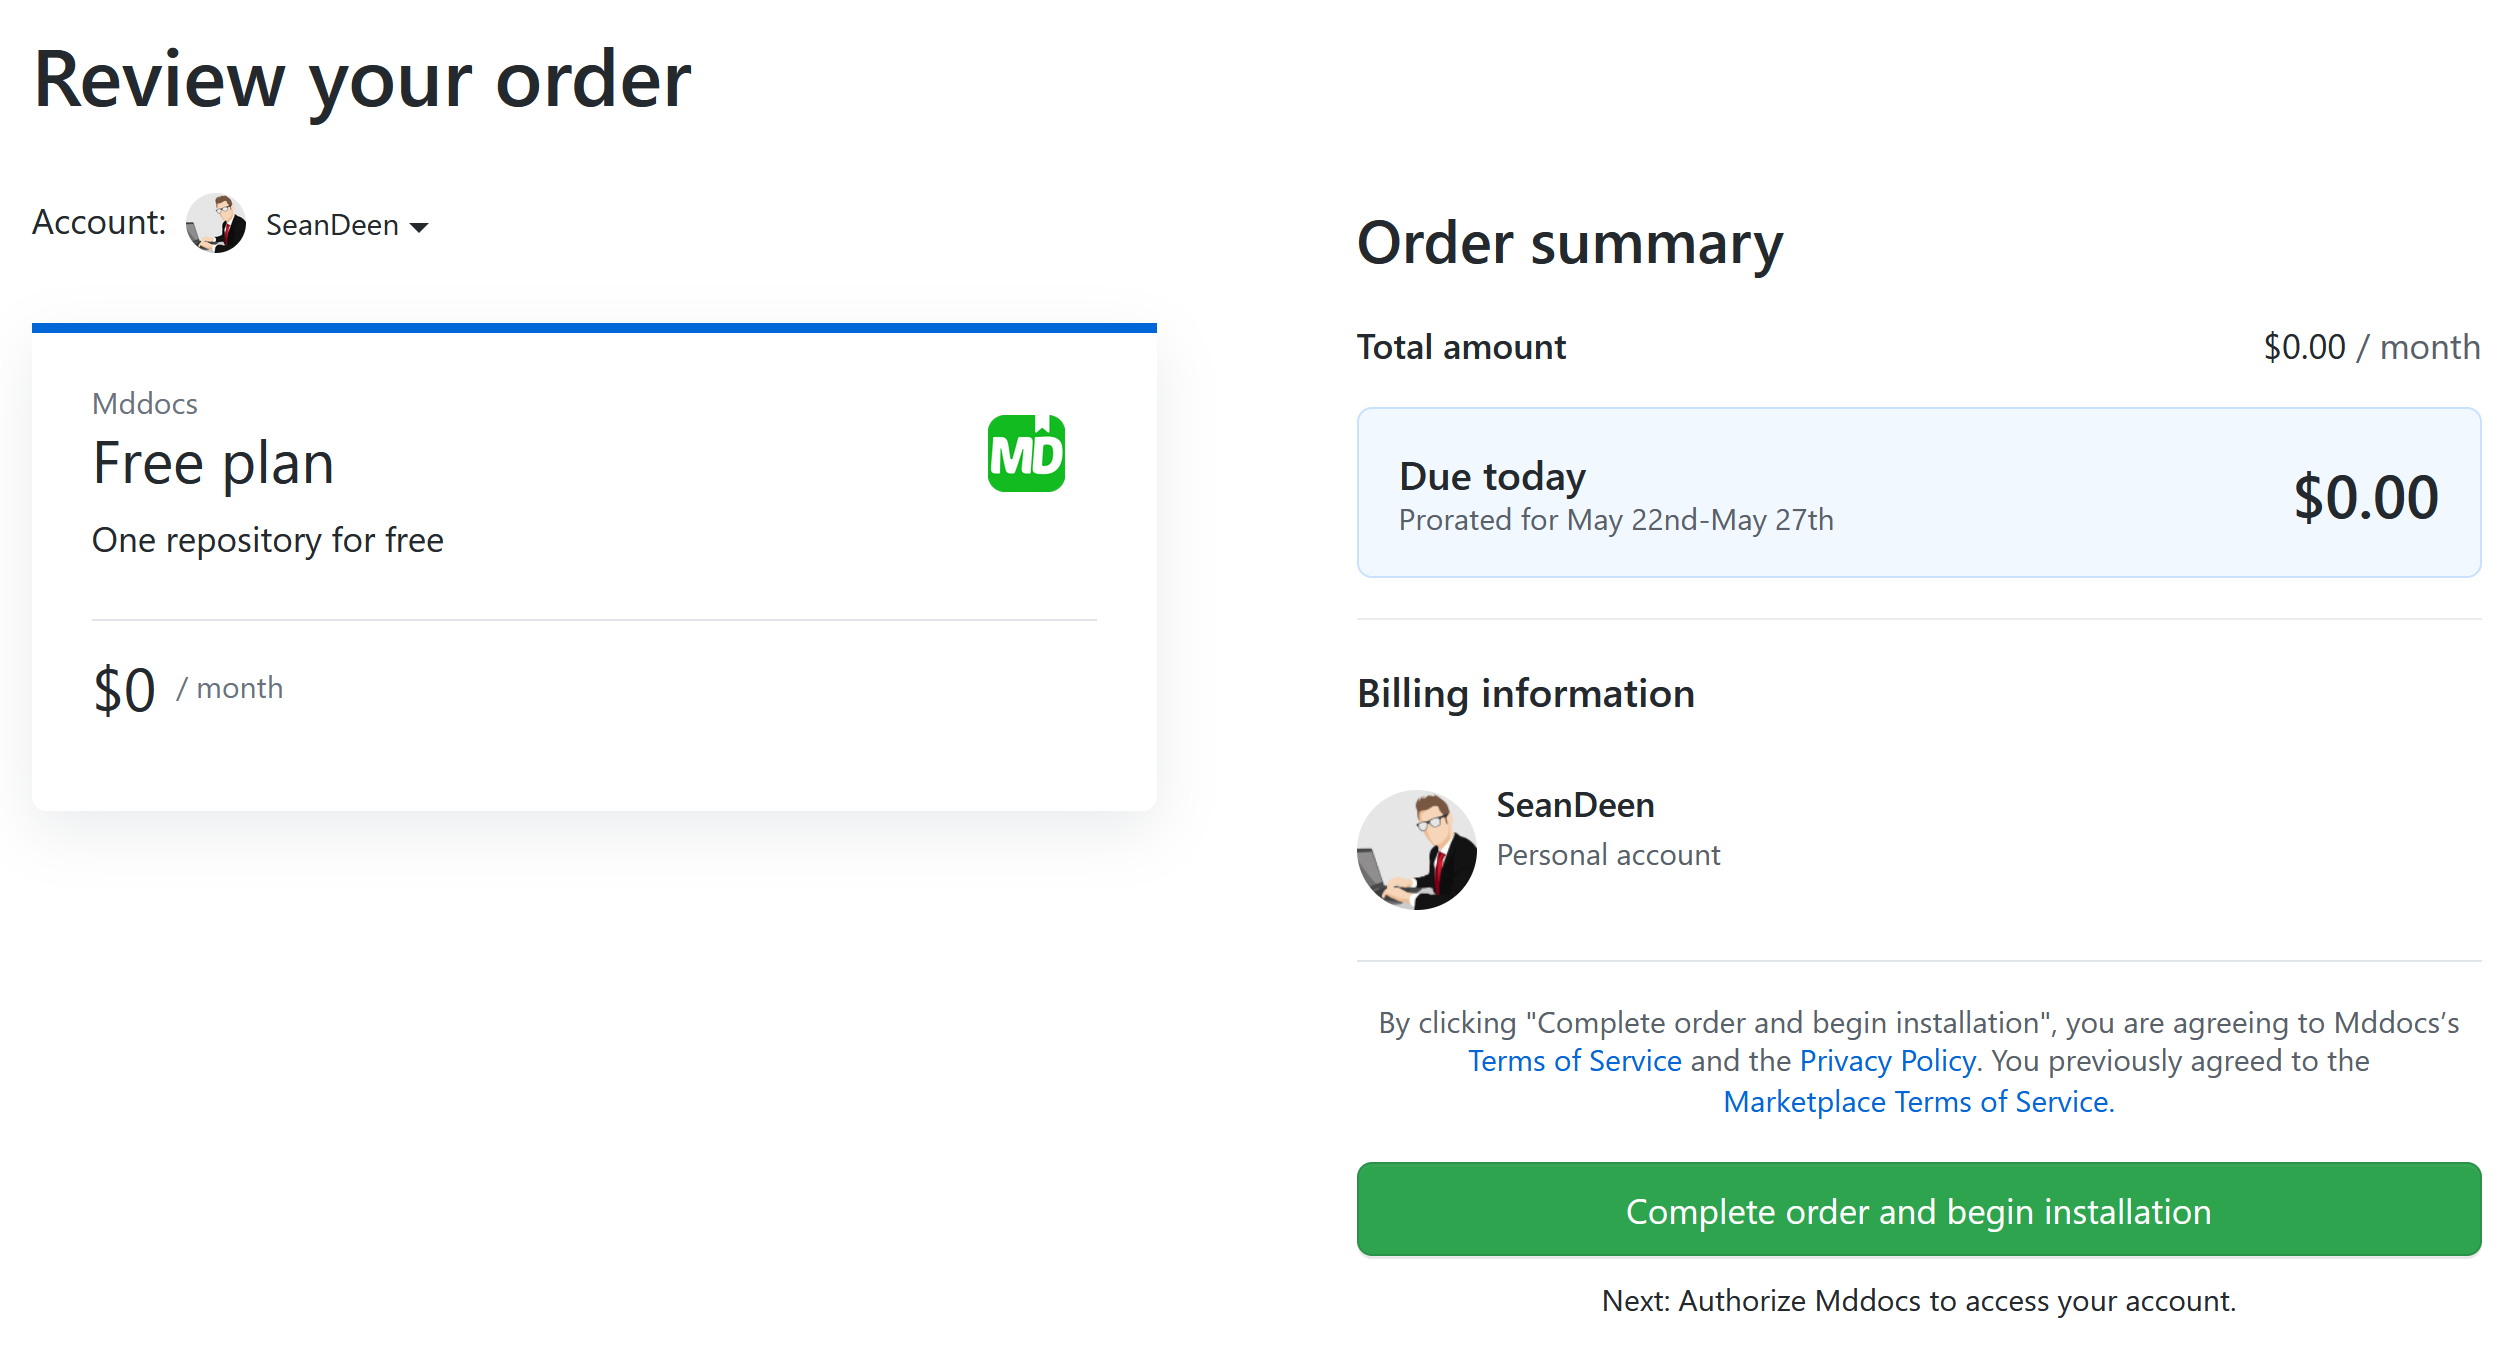 Review your order
Account: SeanDeen
Mddocs
Free plan
MD
One repository for free
$0 / month
Order summary
Total amount $0.00 / month
Due today
Prorated for May 22nd-May 27th
$0.00
Billing information
SeanDeen
Personal account
By clicking "Complete order and begin installation", you are agreeing to Mddocs’s
Terms of Service and the Privacy Policy. You previously agreed to the
Marketplace Terms of Service.
Complete order and begin installation
Next: Authorize Mddocs to access your account.